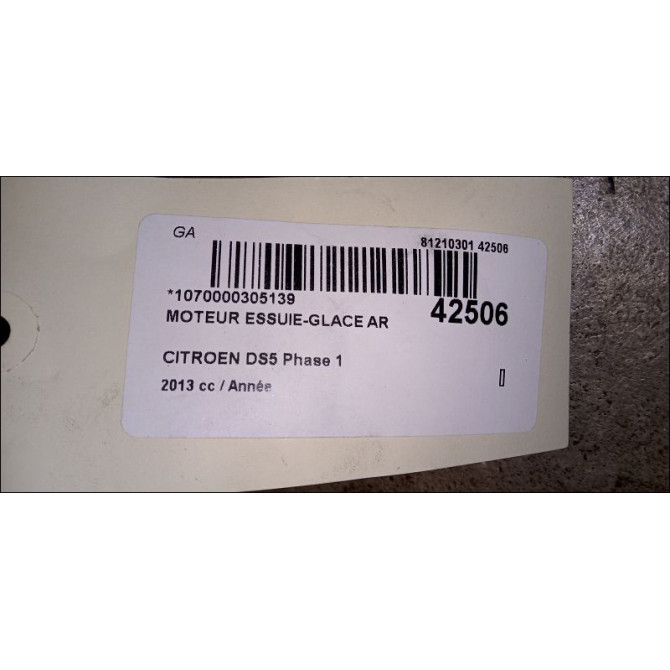 GA
81210301 42506
*1070000305139
42506
MOTEUR ESSUIE-GLACE AR
CITROEN DS5 Phase 1
2013 cc / Année